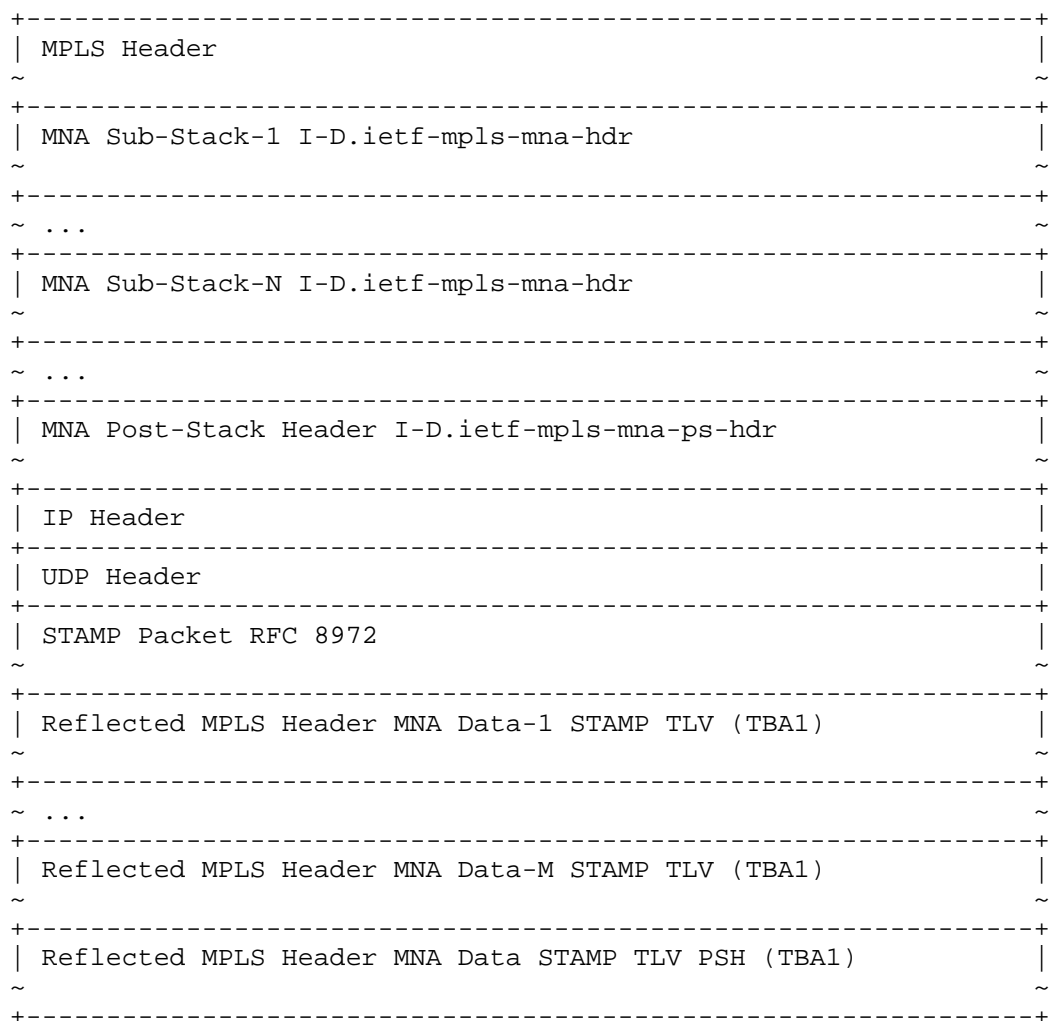 MPLS Header
MNA Sub-Stack-1 I-D.ietf-mpls-mna-hdr
...
MNA Sub-Stack-N I-D.ietf-mpls-mna-hdr
...
MNA Post-Stack Header I-D.ietf-mpls-mna-ps-hdr
IP Header
UDP Header
STAMP Packet RFC 8972
Reflected MPLS Header MNA Data-1 STAMP TLV (TBA1)
...
Reflected MPLS Header MNA Data-M STAMP TLV (TBA1)
Reflected MPLS Header MNA Data STAMP TLV PSH (TBA1)